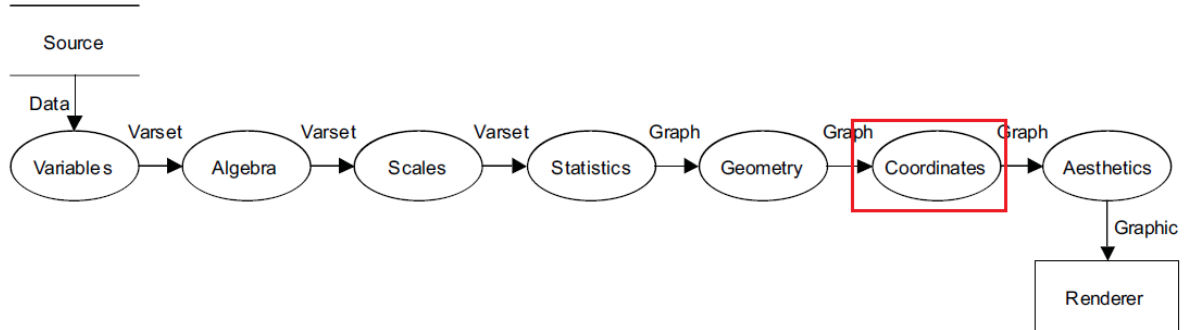 Source
Data
Varset Varset Varset Graph Graph Graph
Variables Algebra Scales Statistics Geometry Coordinates Aesthetics
Graphic
Renderer